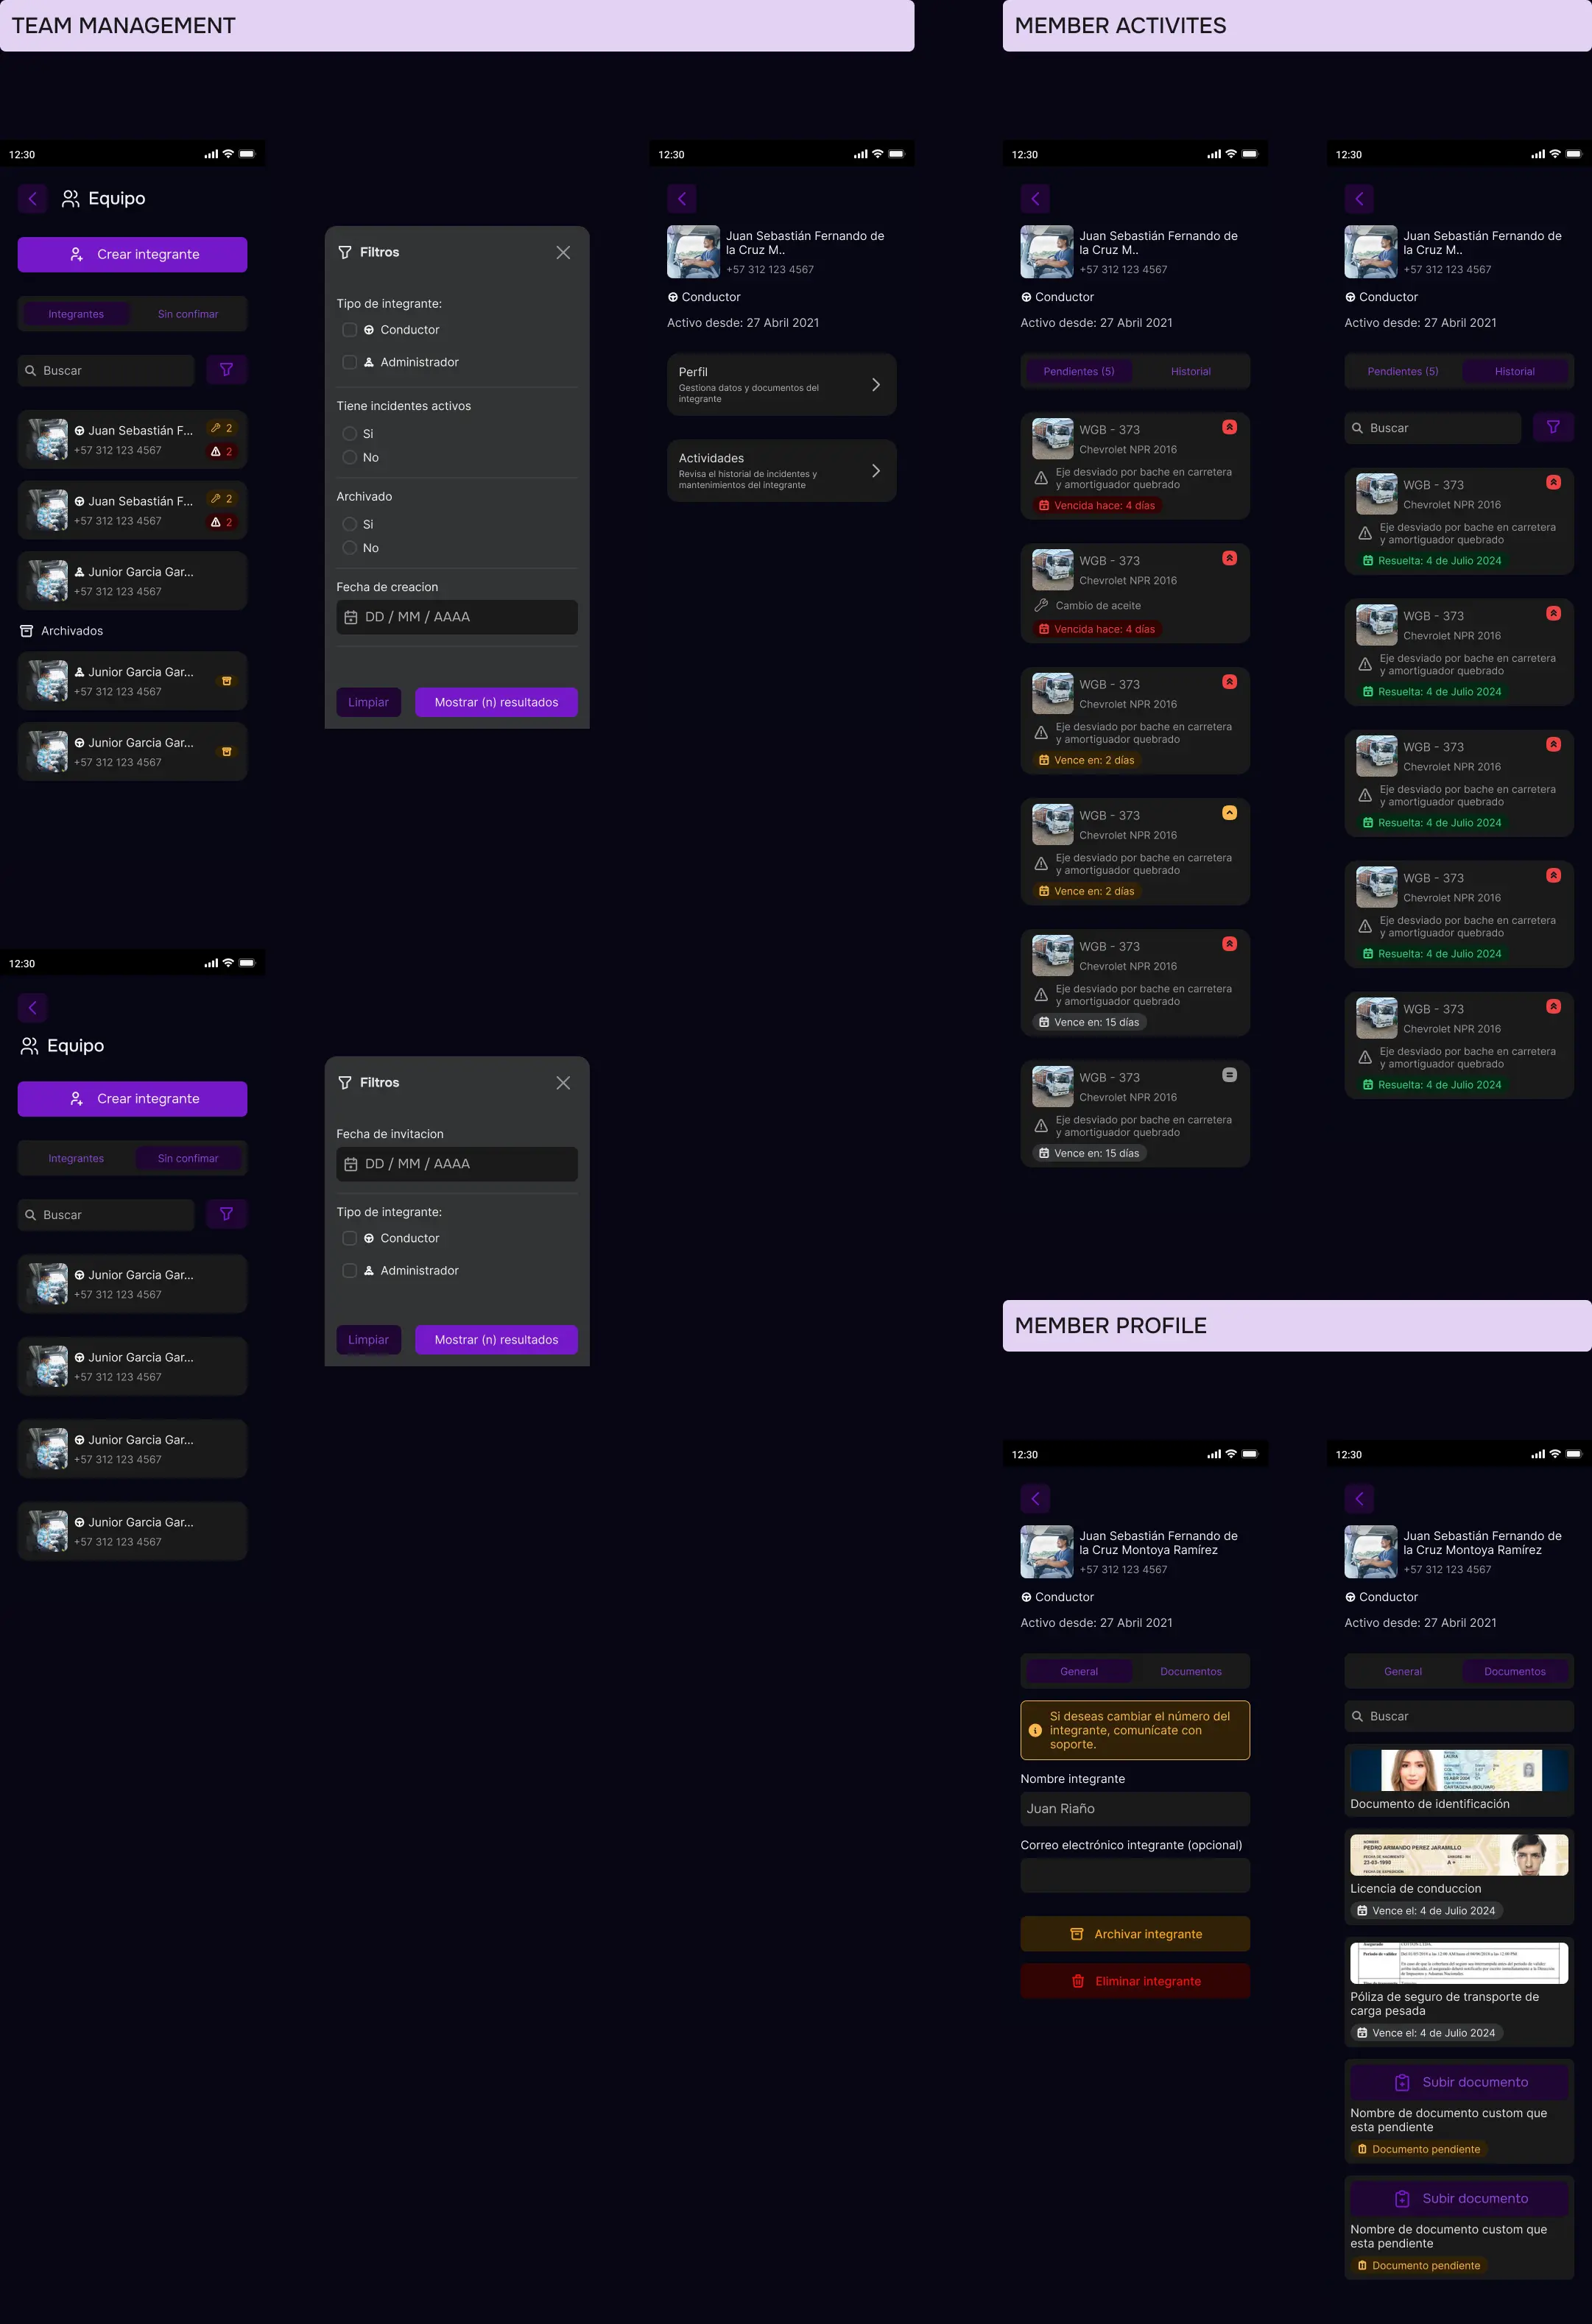 TEAM MANAGEMENT
12:30
Equipo
Crear integrante
Integrantes
Sin confimar
Buscar
Juan Sebastián F...
2
+57 312 123 4567
2
Juan Sebastián F...
2
+57 312 123 4567
2
Junior Garcia Gar...
+57 312 123 4567
Archivados
Junior Garcia Gar...
+57 312 123 4567
Junior Garcia Gar...
+57 312 123 4567
Filtros
Tipo de integrante:
Conductor
Administrador
Tiene incidentes activos
Si
No
Archivado
Si
No
Fecha de creacion
DD / MM / AAAA
Limpiar
Mostrar (n) resultados
12:30
Juan Sebastián Fernando de
la Cruz M..
+57 312 123 4567
Conductor
Activo desde: 27 Abril 2021
Perfil
Gestiona datos y documentos del
integrante
Actividades
Revisa el historial de incidentes y
mantenimientos del integrante
12:30
Equipo
Crear integrante
Integrantes
Sin confimar
Buscar
Junior Garcia Gar...
+57 312 123 4567
Junior Garcia Gar...
+57 312 123 4567
Junior Garcia Gar...
+57 312 123 4567
Junior Garcia Gar...
+57 312 123 4567
Filtros
Fecha de invitacion
DD / MM / AAAA
Tipo de integrante:
Conductor
Administrador
Limpiar
Mostrar (n) resultados
MEMBER ACTIVITES
12:30
Juan Sebastián Fernando de
la Cruz M..
+57 312 123 4567
Conductor
Activo desde: 27 Abril 2021
Pendientes (5)
Historial
WGB - 373
Chevrolet NPR 2016
Eje desviado por bache en carretera
y amortiguador quebrado
Vencida hace: 4 días
WGB - 373
Chevrolet NPR 2016
Cambio de aceite
Vencida hace: 4 días
WGB - 373
Chevrolet NPR 2016
Eje desviado por bache en carretera
y amortiguador quebrado
Vence en: 2 días
WGB - 373
Chevrolet NPR 2016
Eje desviado por bache en carretera
y amortiguador quebrado
Vence en: 2 días
WGB - 373
Chevrolet NPR 2016
Eje desviado por bache en carretera
y amortiguador quebrado
Vence en: 15 días
WGB - 373
Chevrolet NPR 2016
Eje desviado por bache en carretera
y amortiguador quebrado
Vence en: 15 días
12:30
Juan Sebastián Fernando de
la Cruz M..
+57 312 123 4567
Conductor
Activo desde: 27 Abril 2021
Pendientes (5)
Historial
Buscar
WGB - 373
Chevrolet NPR 2016
Eje desviado por bache en carretera
y amortiguador quebrado
Resuelta: 4 de Julio 2024
WGB - 373
Chevrolet NPR 2016
Eje desviado por bache en carretera
y amortiguador quebrado
Resuelta: 4 de Julio 2024
WGB - 373
Chevrolet NPR 2016
Eje desviado por bache en carretera
y amortiguador quebrado
Resuelta: 4 de Julio 2024
WGB - 373
Chevrolet NPR 2016
Eje desviado por bache en carretera
y amortiguador quebrado
Resuelta: 4 de Julio 2024
WGB - 373
Chevrolet NPR 2016
Eje desviado por bache en carretera
y amortiguador quebrado
Resuelta: 4 de Julio 2024
MEMBER PROFILE
12:30
Juan Sebastián Fernando de
la Cruz Montoya Ramírez
+57 312 123 4567
Conductor
Activo desde: 27 Abril 2021
General
Documentos
Si deseas cambiar el número del
integrante, comunícate con
soporte.
Nombre integrante
Juan Riaño
Correo electrónico integrante (opcional)
Archivar integrante
Eliminar integrante
12:30
Juan Sebastián Fernando de
la Cruz Montoya Ramírez
+57 312 123 4567
Conductor
Activo desde: 27 Abril 2021
General
Documentos
Buscar
CARTAGENA (BOLIVAR)
Documento de identificación
NOMBRE
PEDRO ARMANDO PEREZ JARAMILLO
FECHA DE NACIMIENTO
23-03-1990
A +
FECHA DE EXPEDICIÓN
Licencia de conduccion
Vence el: 4 de Julio 2024
Póliza de seguro de transporte de
carga pesada
Vence el: 4 de Julio 2024
Subir documento
Nombre de documento custom que
esta pendiente
Documento pendiente
Subir documento
Nombre de documento custom que
esta pendiente
Documento pendiente